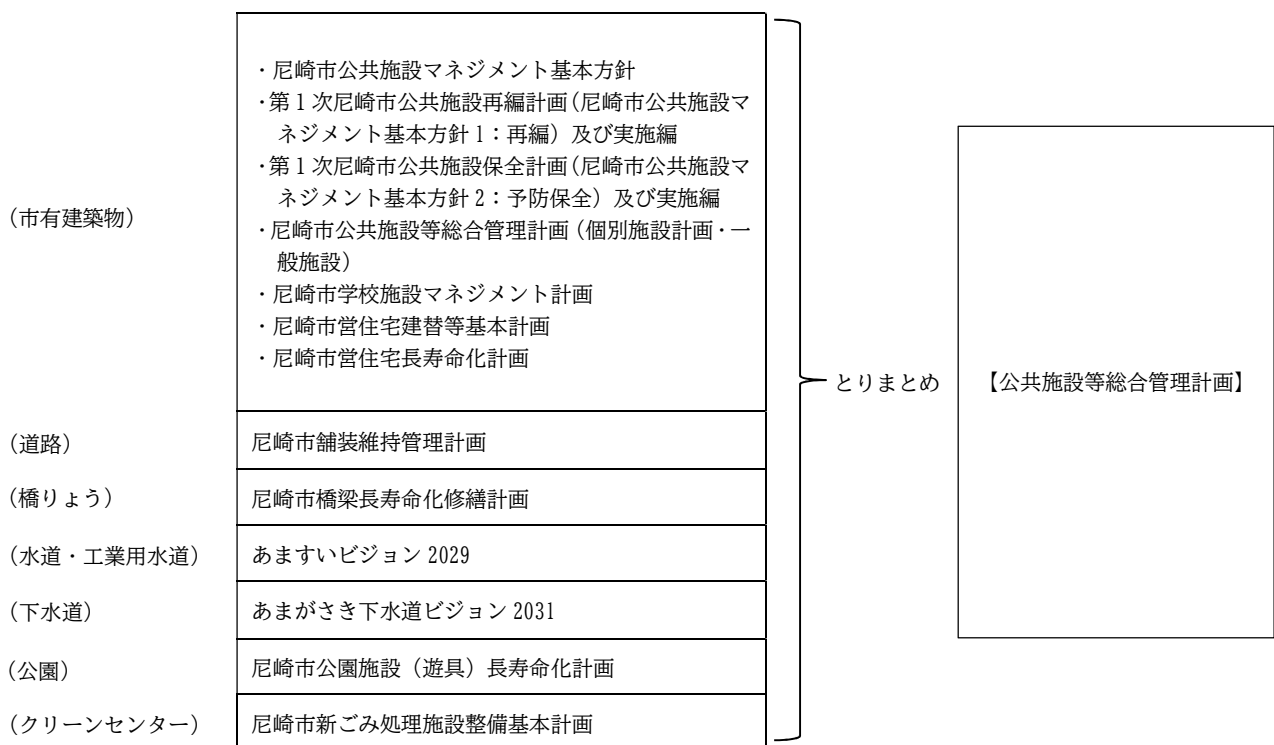 (市有建築物)
・尼崎市公共施設マネジメント基本方針
・第1次尼崎市公共施設再編計画(尼崎市公共施設マ
ネジメント基本方針1:再編)及び実施編
・第1次尼崎市公共施設保全計画(尼崎市公共施設マ
ネジメント基本方針2:予防保全)及び実施編
・尼崎市公共施設等総合管理計画(個別施設計画・一
般施設)
・尼崎市学校施設マネジメント計画
・尼崎市営住宅建替等基本計画
・尼崎市営住宅長寿命化計画
(道路)
尼崎市舗装維持管理計画
(橋りょう)
尼崎市橋梁長寿命化修繕計画
(水道・工業用水道)
あますいビジョン 2029
(下水道)
あまがさき下水道ビジョン 2031
(公園)
尼崎市公園施設(遊具)長寿命化計画
(クリーンセンター)
尼崎市新ごみ処理施設整備基本計画
とりまとめ
【公共施設等総合管理計画】